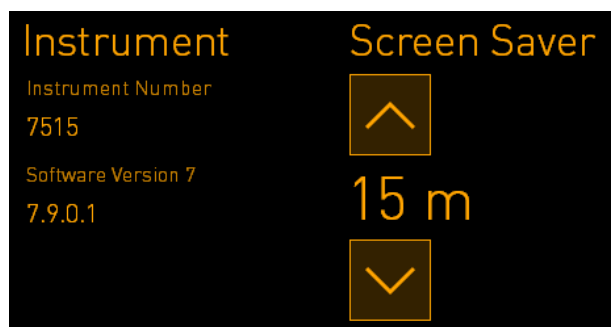 Instrument
Instrument Number
7515
Software Version 7
7.9.0.1
Screen Saver
15 m